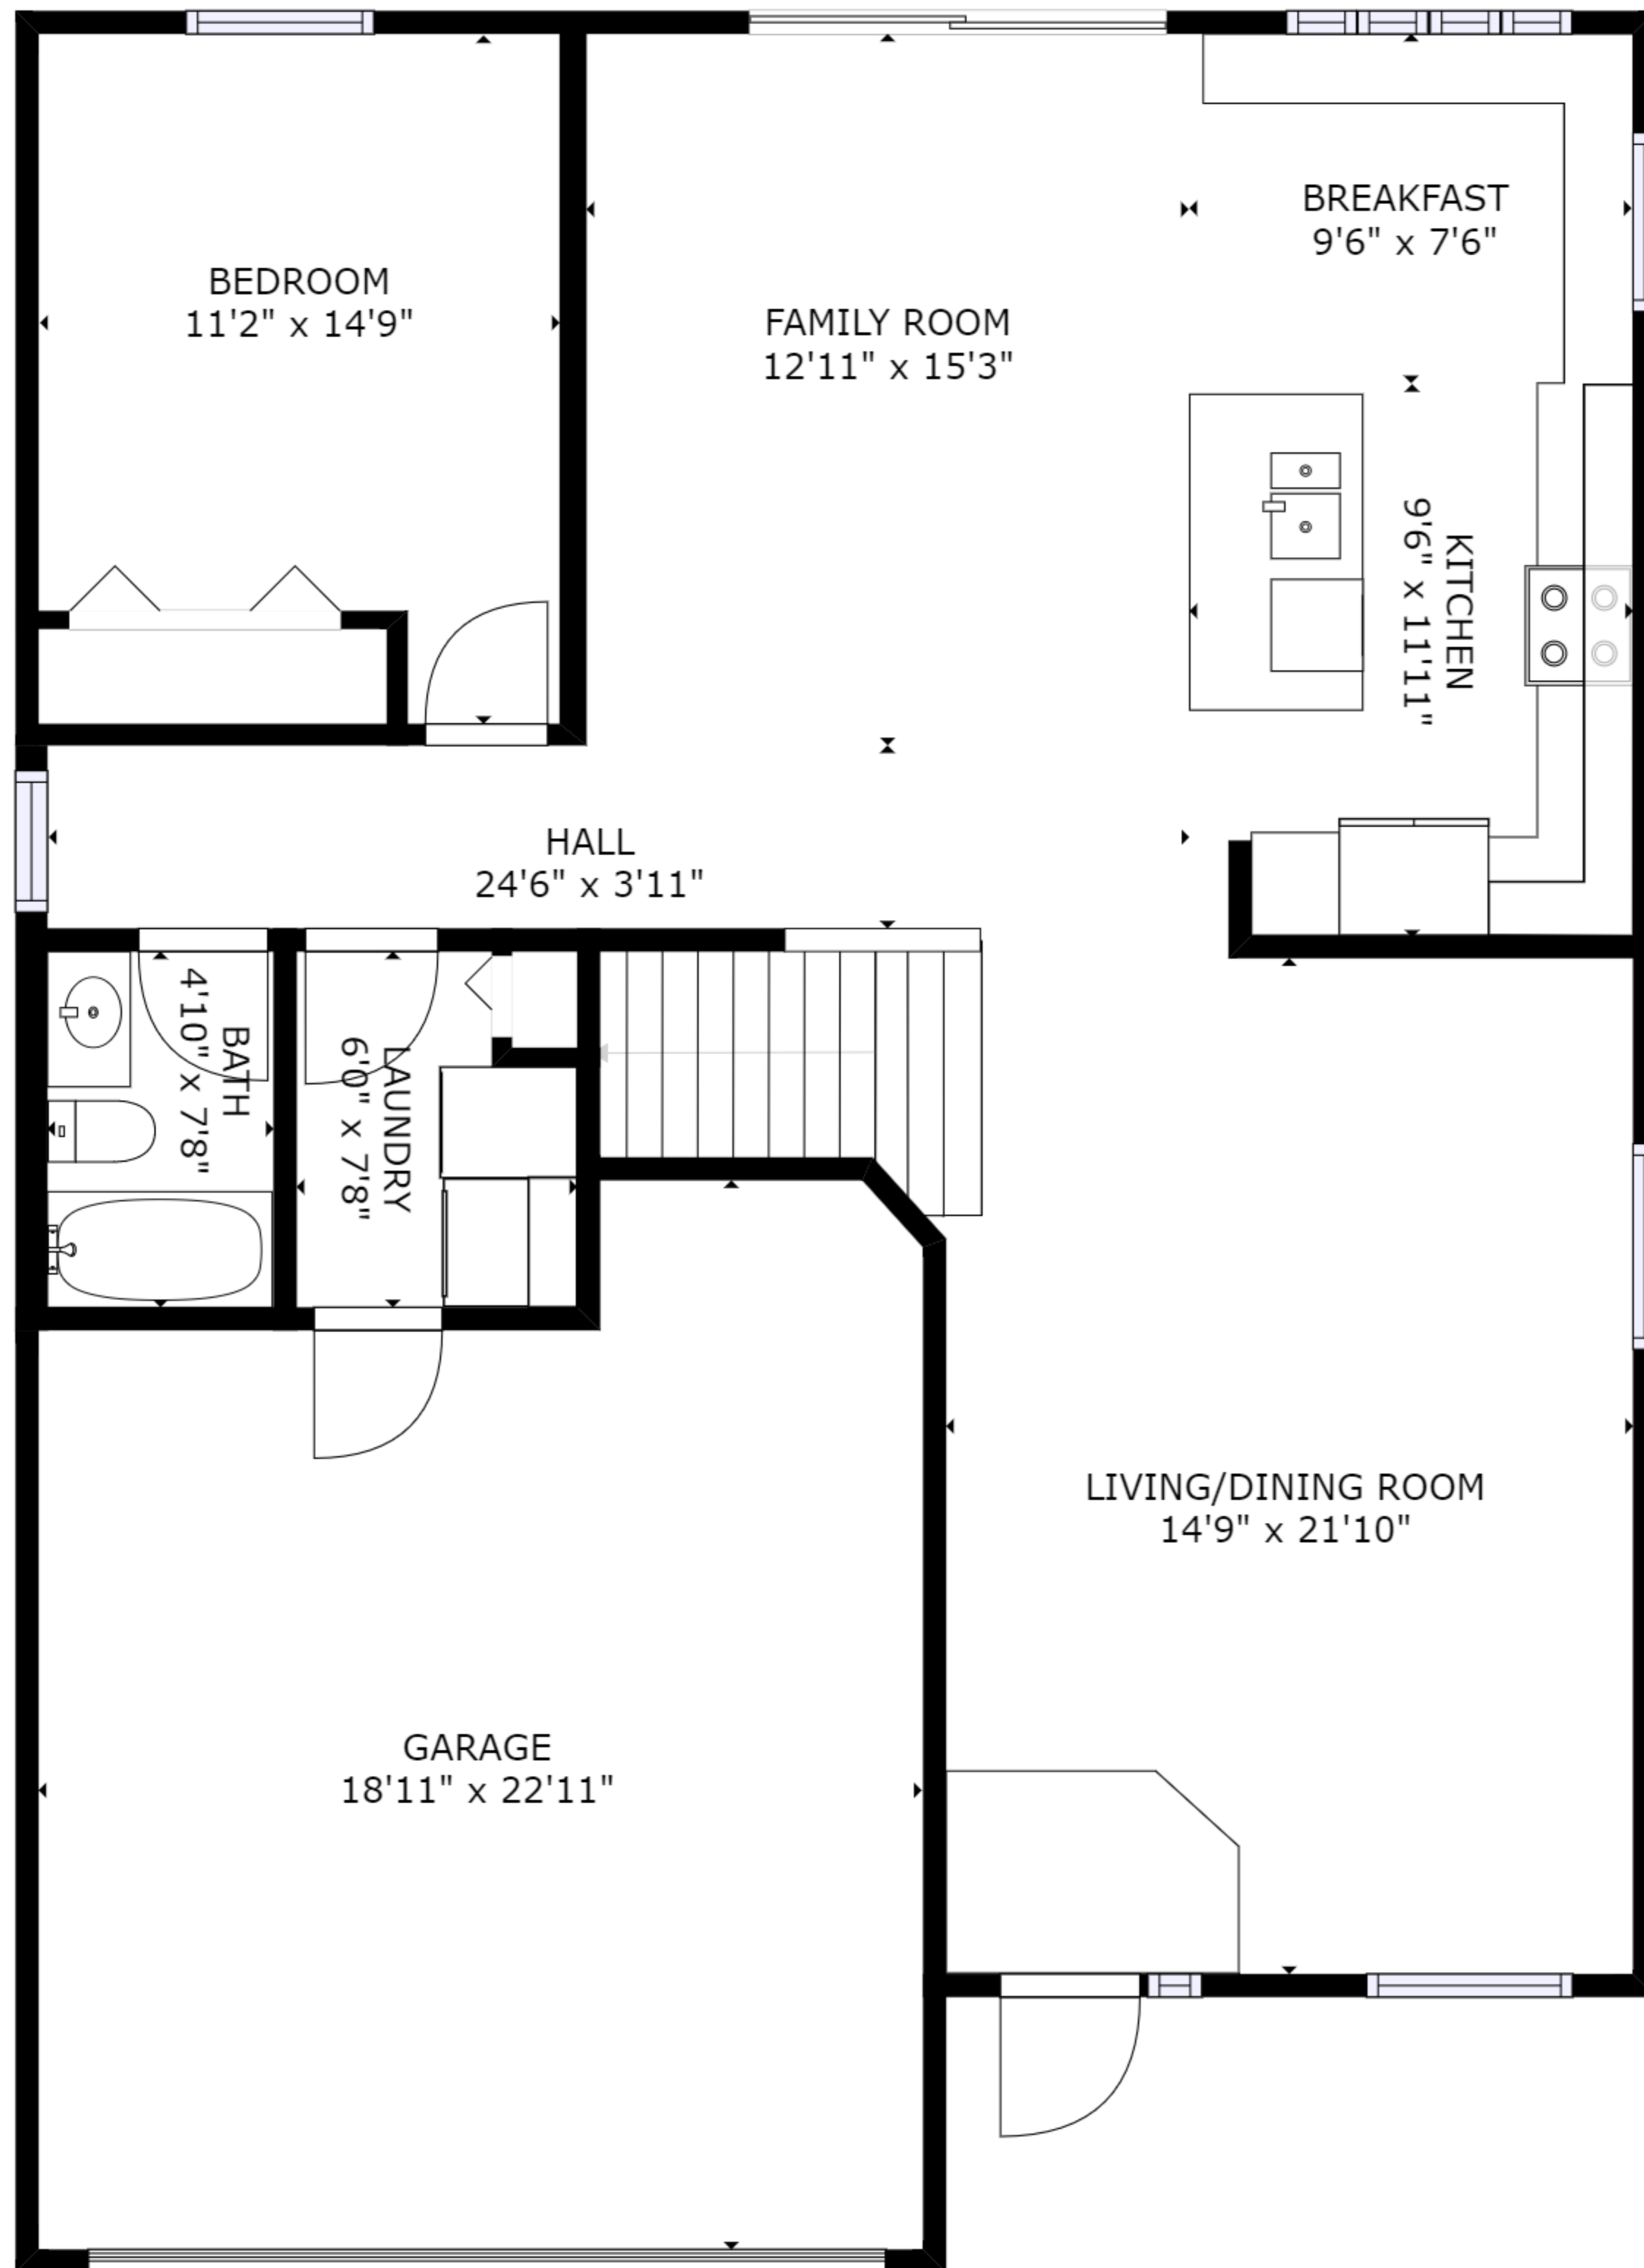 BREAKFAST
9'6" x 7'6"
BEDROOM
11'2" x 14'9"
FAMILY ROOM
12'11" x 15'3"
KITCHEN
9'6" x 11'11"
HALL
24'6" x 3'11"
BATH
4'10" x 7'8"
LAUNDRY
6'0" x 7'8"
LIVING/DINING ROOM
14'9" x 21'10"
GARAGE
18'11" x 22'11"